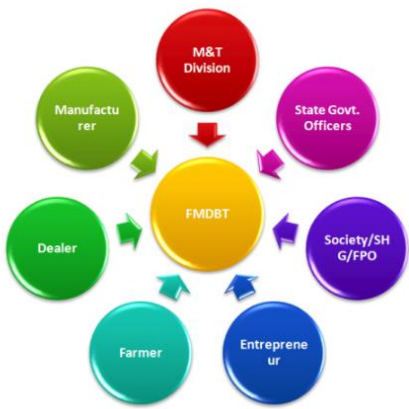 M&T
Division
Manufactu
rer
State Govt.
Officers
FMDBT
Dealer
Society/SH
G/FPO
Farmer
Entreprene
ur